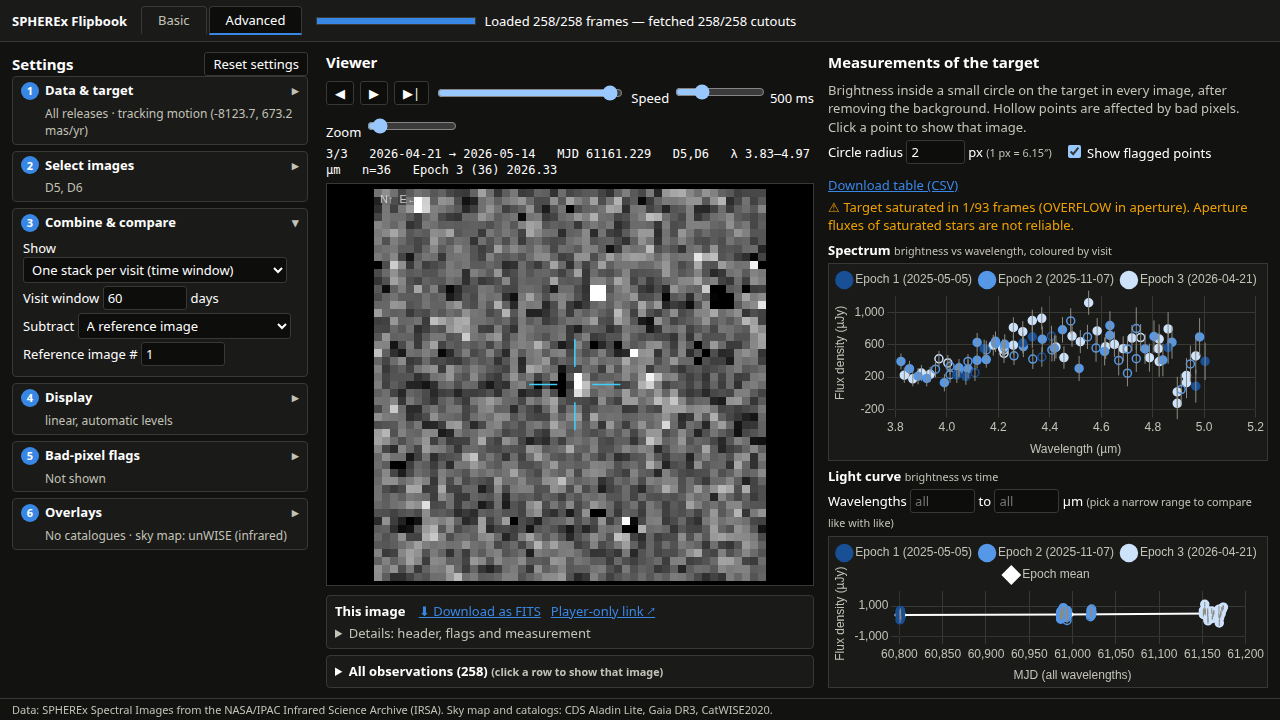 SPHEREx Flipbook
Basic
Advanced
Loaded 258/258 frames — fetched 258/258 cutouts
Settings
Reset settings
1 Data & target ▸
All releases · tracking motion (-8123.7, 673.2
mas/yr)
2 Select images ▸
D5, D6
3 Combine & compare ▾
Show
One stack per visit (time window)
Visit window 60 days
Subtract A reference image
Reference image # 1
4 Display ▸
linear, automatic levels
5 Bad-pixel flags ▸
Not shown
6 Overlays ▸
No catalogues · sky map: unWISE (infrared)
Viewer
◀ ▶ ▶❘
Speed 500 ms
Zoom
3/3 2026-04-21 → 2026-05-14 MJD 61161.229 D5,D6 λ 3.83–4.97
μm n=36 Epoch 3 (36) 2026.33
N↑ E←
This image ⬇ Download as FITS Player-only link ↗
▶ Details: header, flags and measurement
▶ All observations (258) (click a row to show that image)
Measurements of the target
Brightness inside a small circle on the target in every image, after
removing the background. Hollow points are affected by bad pixels.
Click a point to show that image.
Circle radius 2 px (1 px = 6.15″) Show flagged points
Download table (CSV)
⚠ Target saturated in 1/93 frames (OVERFLOW in aperture). Aperture
fluxes of saturated stars are not reliable.
Spectrum brightness vs wavelength, coloured by visit
Epoch 1 (2025-05-05) Epoch 2 (2025-11-07) Epoch 3 (2026-04-21)
Flux density (μJy)
1,000
600
200
-200
3.8 4.0 4.2 4.4 4.6 4.8 5.0 5.2
Wavelength (μm)
Light curve brightness vs time
Wavelengths all to all μm (pick a narrow range to compare
like with like)
Epoch 1 (2025-05-05) Epoch 2 (2025-11-07) Epoch 3 (2026-04-21)
Epoch mean
Flux density (μJy)
1,000
-1,000
60,800 60,850 60,900 60,950 61,000 61,050 61,100 61,150 61,200
MJD (all wavelengths)
Data: SPHEREx Spectral Images from the NASA/IPAC Infrared Science Archive (IRSA). Sky map and catalogs: CDS Aladin Lite, Gaia DR3, CatWISE2020.